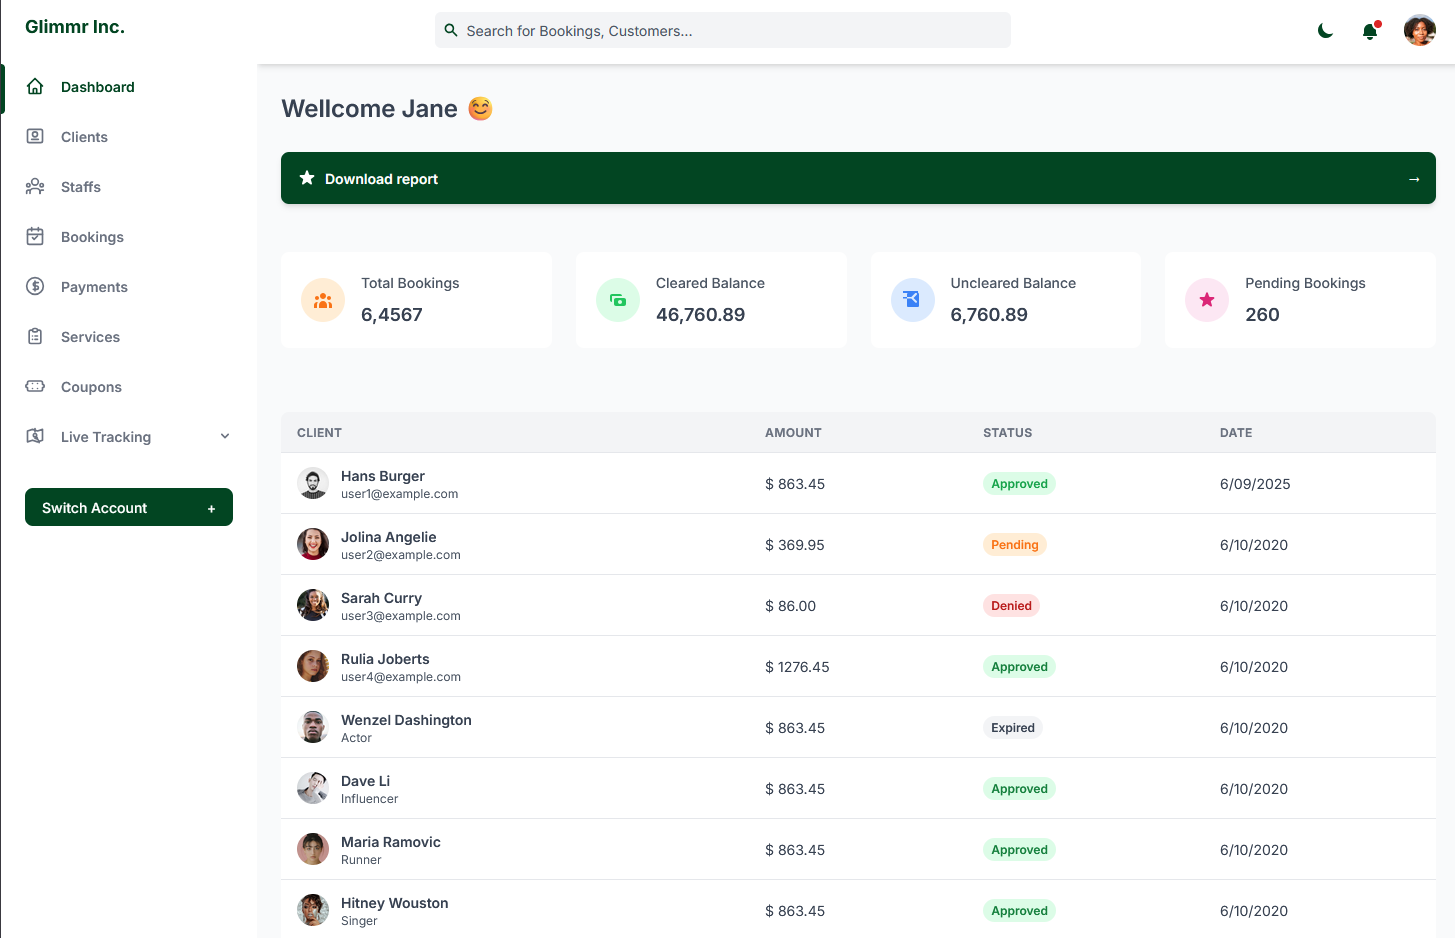 Glimmr Inc.
Search for Bookings, Customers...
Dashboard
Clients
Staffs
Bookings
Payments
Services
Coupons
Live Tracking
Switch Account +
Wellcome Jane 😊
Download report →
Total Bookings
6,4567
Cleared Balance
46,760.89
Uncleared Balance
6,760.89
Pending Bookings
260
CLIENT AMOUNT STATUS DATE
Hans Burger
user1@example.com
$ 863.45 Approved 6/09/2025
Jolina Angelie
user2@example.com
$ 369.95 Pending 6/10/2020
Sarah Curry
user3@example.com
$ 86.00 Denied 6/10/2020
Rulia Joberts
user4@example.com
$ 1276.45 Approved 6/10/2020
Wenzel Dashington
Actor
$ 863.45 Expired 6/10/2020
Dave Li
Influencer
$ 863.45 Approved 6/10/2020
Maria Ramovic
Runner
$ 863.45 Approved 6/10/2020
Hitney Wouston
Singer
$ 863.45 Approved 6/10/2020